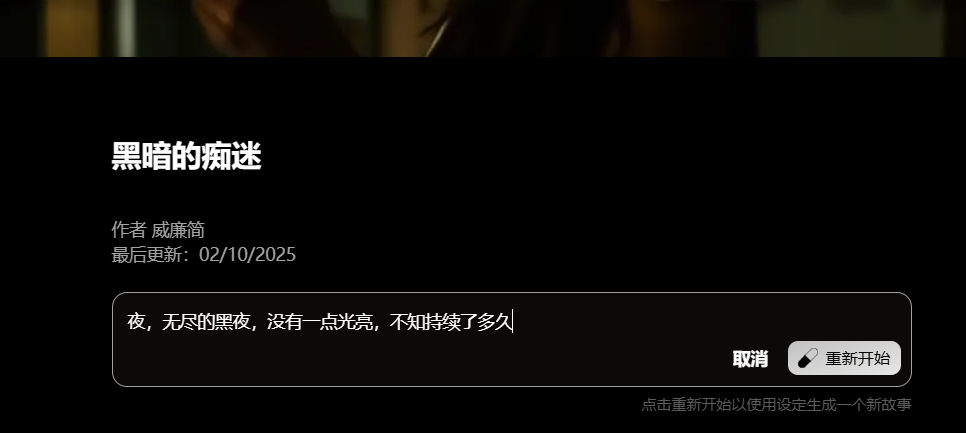 黑暗的痴迷
作者 威廉简
最后更新：02/10/2025
夜，无尽的黑夜，没有一点光亮，不知持续了多久
取消
重新开始
点击重新开始以使用设定生成一个新故事